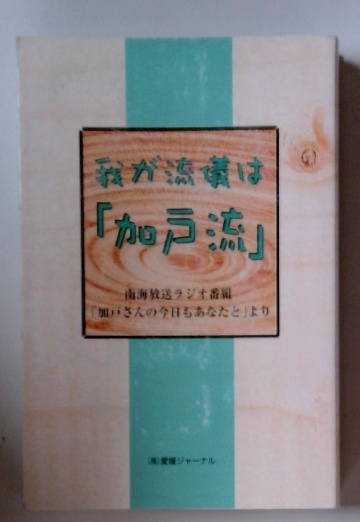 我が流儀は
「加戸流」
南海放送ラジオ番組
「加戸さんの今日もあなたと」より
(株)愛媛ジャーナル